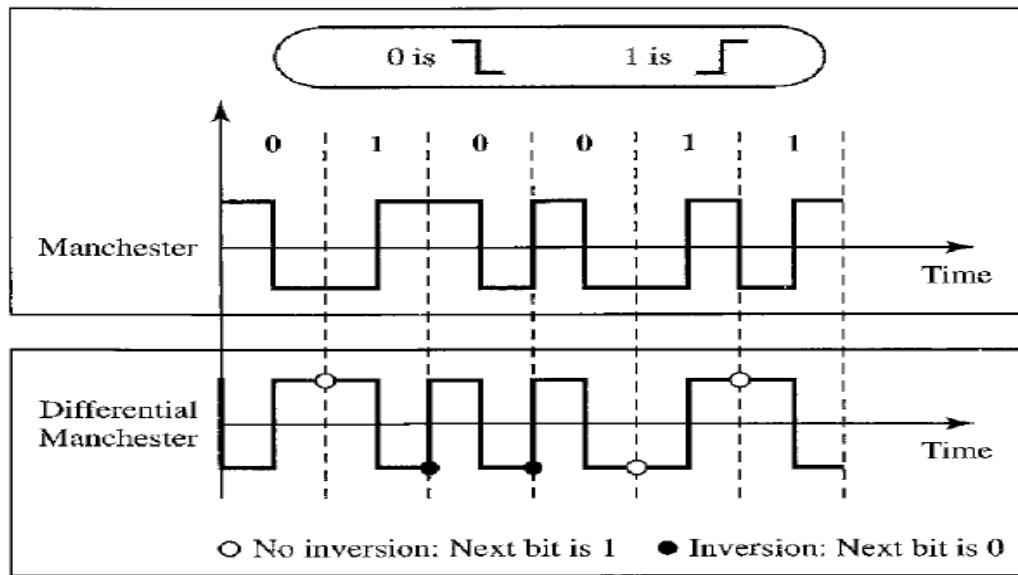 0 is 1 is
0 1 0 0 1 1
Manchester
Time
Differential
Manchester
Time
No inversion: Next bit is 1 Inversion: Next bit is 0